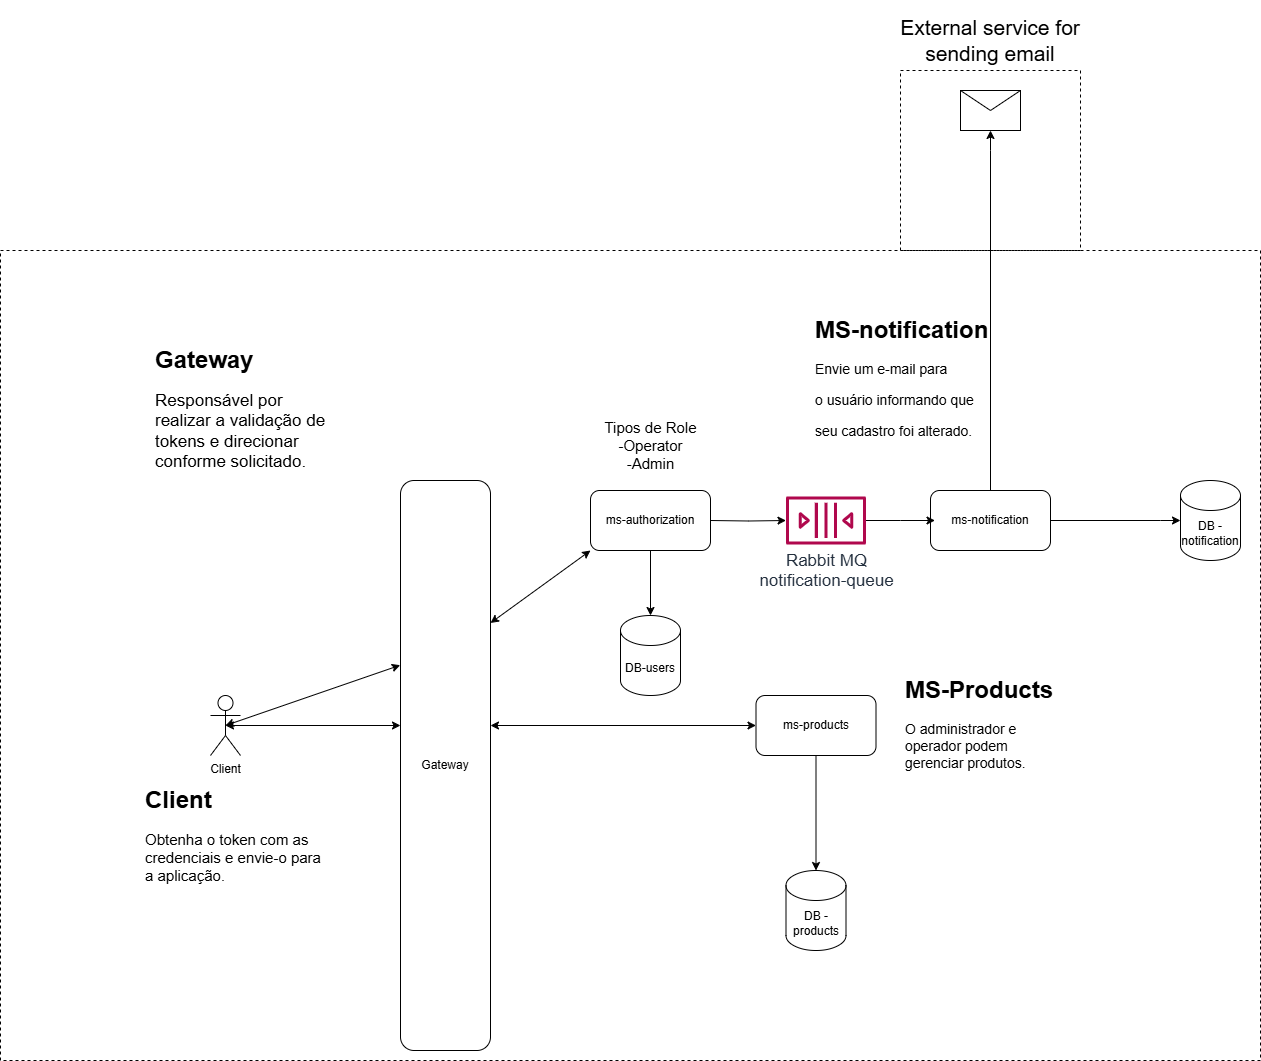 External service for
sending email
MS-notification
Envie um e-mail para
o usuário informando que
seu cadastro foi alterado.
Gateway
Responsável por
realizar a validação de
tokens e direcionar
conforme solicitado.
Tipos de Role
-Operator
-Admin
ms-authorization
Rabbit MQ
notification-queue
ms-notification
DB -
notification
DB-users
MS-Products
O administrador e
operador podem
gerenciar produtos.
ms-products
Gateway
Client
Client
Obtenha o token com as
credenciais e envie-o para
a aplicação.
DB -
products